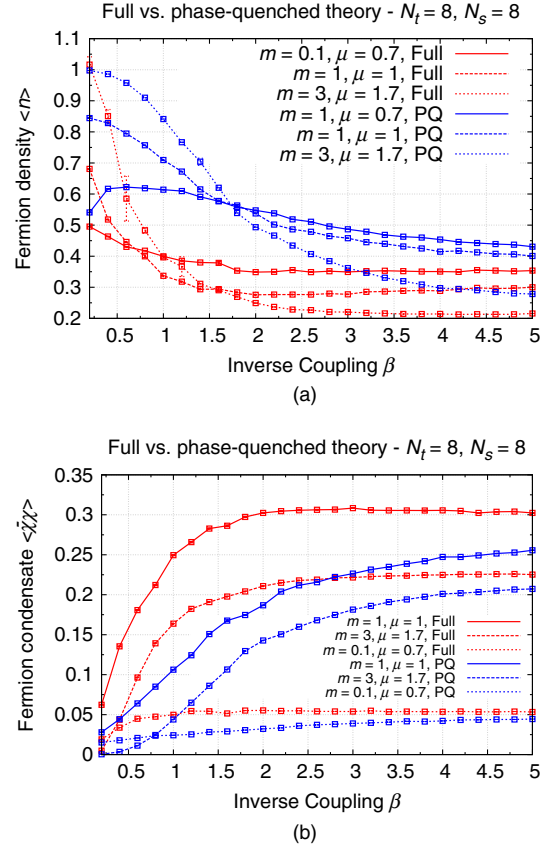 Full vs. phase-quenched theory - Nt = 8, Ns = 8
Fermion density <n>
1.1
1
0.9
0.8
0.7
0.6
0.5
0.4
0.3
0.2
m = 0.1, μ = 0.7, Full
m = 1, μ = 1, Full
m = 3, μ = 1.7, Full
m = 1, μ = 0.7, PQ
m = 1, μ = 1, PQ
m = 3, μ = 1.7, PQ
0.5 1 1.5 2 2.5 3 3.5 4 4.5 5
Inverse Coupling β
(a)
Full vs. phase-quenched theory - Nt = 8, Ns = 8
Fermion condensate <χ̄χ>
0.35
0.3
0.25
0.2
0.15
0.1
0.05
0
m = 1, μ = 1, Full
m = 3, μ = 1.7, Full
m = 0.1, μ = 0.7, Full
m = 1, μ = 1, PQ
m = 3, μ = 1.7, PQ
m = 0.1, μ = 0.7, PQ
0.5 1 1.5 2 2.5 3 3.5 4 4.5 5
Inverse Coupling β
(b)